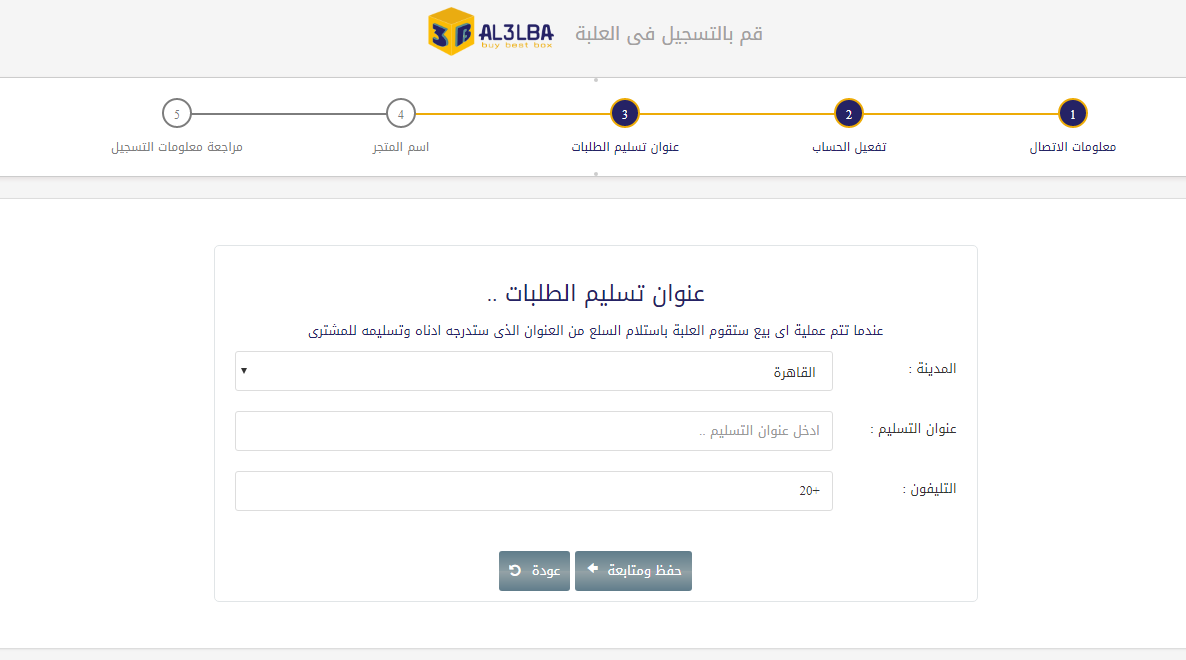 قم بالتسجيل فى العلبة
AL3LBA
buy best box
1
2
3
4
5
معلومات الاتصال
تفعيل الحساب
عنوان تسليم الطلبات
اسم المتجر
مراجعة معلومات التسجيل
عنوان تسليم الطلبات ..
عندما تتم عملية اى بيع ستقوم العلبة باستلام السلع من العنوان الذى ستدرجه ادناه وتسليمه للمشترى
المدينة :
القاهرة
عنوان التسليم :
ادخل عنوان التسليم ..
التليفون :
+20
حفظ ومتابعة
عودة